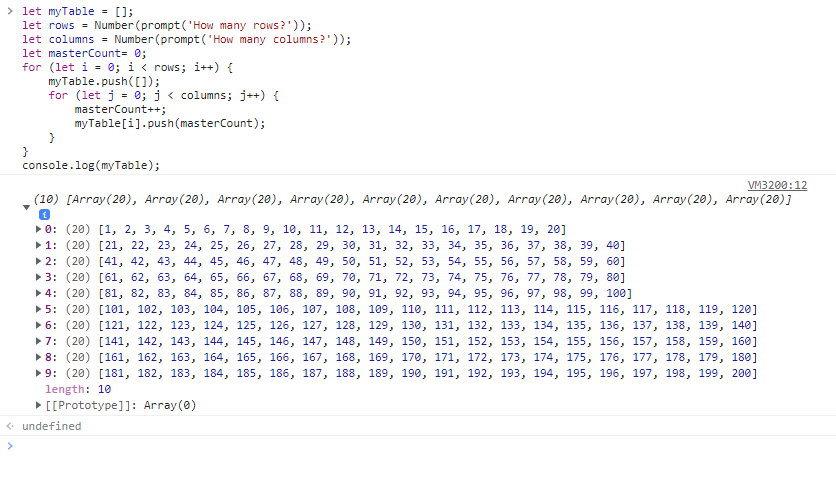 let myTable = [];
let rows = Number(prompt('How many rows?'));
let columns = Number(prompt('How many columns?'));
let masterCount= 0;
for (let i = 0; i < rows; i++) {
    myTable.push([]);
    for (let j = 0; j < columns; j++) {
        masterCount++;
        myTable[i].push(masterCount);
    }
}
console.log(myTable);
VM3200:12
(10) [Array(20), Array(20), Array(20), Array(20), Array(20), Array(20), Array(20), Array(20), Array(20), Array(20)]
i
0: (20) [1, 2, 3, 4, 5, 6, 7, 8, 9, 10, 11, 12, 13, 14, 15, 16, 17, 18, 19, 20]
1: (20) [21, 22, 23, 24, 25, 26, 27, 28, 29, 30, 31, 32, 33, 34, 35, 36, 37, 38, 39, 40]
2: (20) [41, 42, 43, 44, 45, 46, 47, 48, 49, 50, 51, 52, 53, 54, 55, 56, 57, 58, 59, 60]
3: (20) [61, 62, 63, 64, 65, 66, 67, 68, 69, 70, 71, 72, 73, 74, 75, 76, 77, 78, 79, 80]
4: (20) [81, 82, 83, 84, 85, 86, 87, 88, 89, 90, 91, 92, 93, 94, 95, 96, 97, 98, 99, 100]
5: (20) [101, 102, 103, 104, 105, 106, 107, 108, 109, 110, 111, 112, 113, 114, 115, 116, 117, 118, 119, 120]
6: (20) [121, 122, 123, 124, 125, 126, 127, 128, 129, 130, 131, 132, 133, 134, 135, 136, 137, 138, 139, 140]
7: (20) [141, 142, 143, 144, 145, 146, 147, 148, 149, 150, 151, 152, 153, 154, 155, 156, 157, 158, 159, 160]
8: (20) [161, 162, 163, 164, 165, 166, 167, 168, 169, 170, 171, 172, 173, 174, 175, 176, 177, 178, 179, 180]
9: (20) [181, 182, 183, 184, 185, 186, 187, 188, 189, 190, 191, 192, 193, 194, 195, 196, 197, 198, 199, 200]
length: 10
[[Prototype]]: Array(0)
undefined